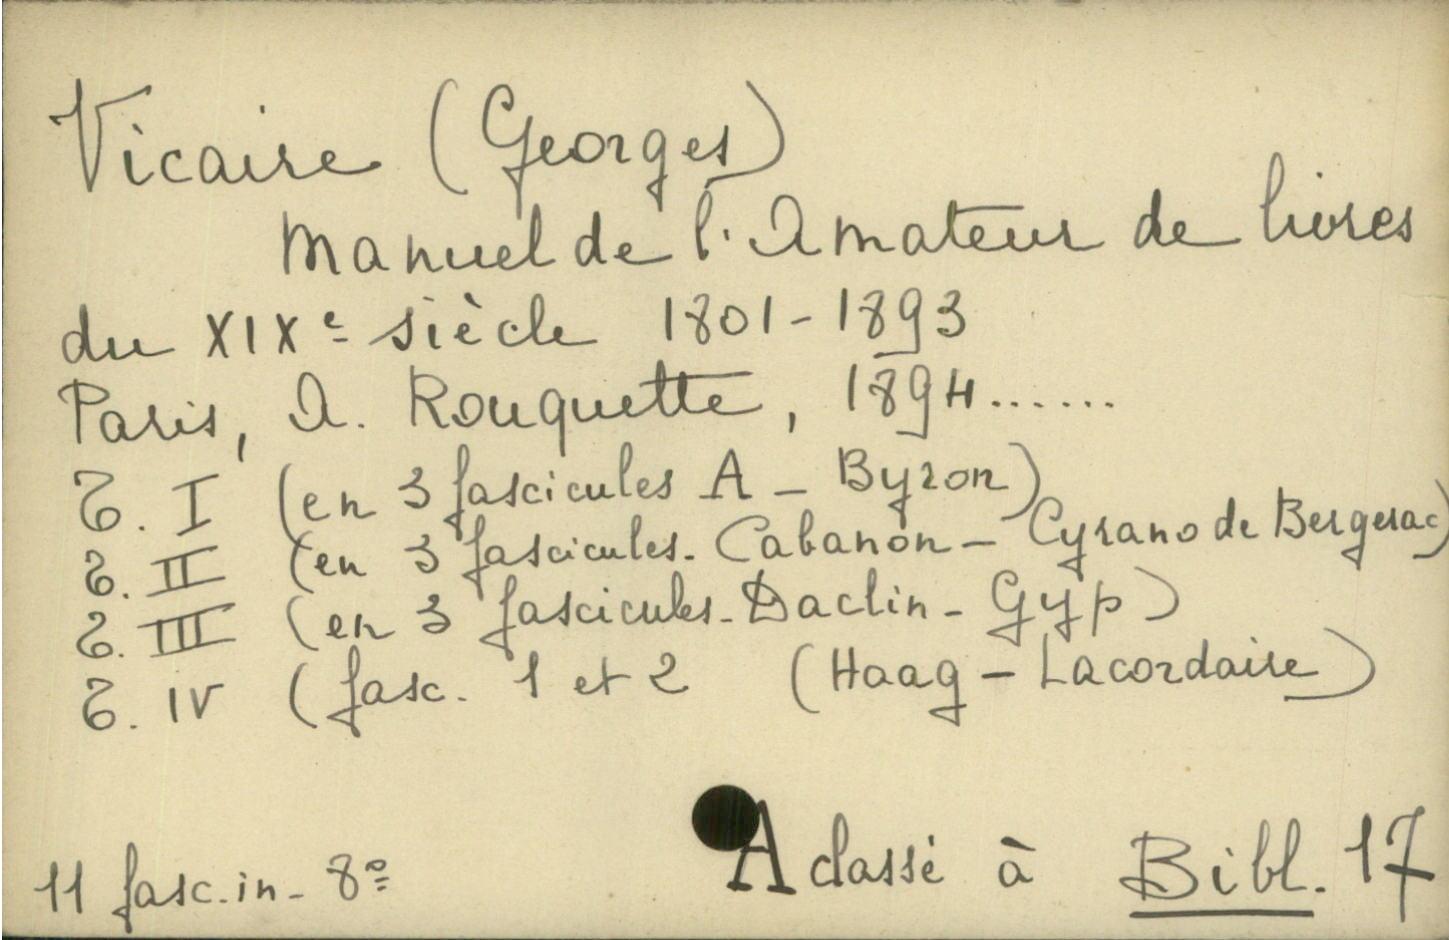 Vicaire (Georges)
Manuel de l'Amateur de livres
du XIXe siècle 1801-1893
Paris, A. Rouquette, 1894......
T. I (en 3 fascicules A - Byron)
T. II (en 3 fascicules - Cabanon - Cyrano de Bergerac)
T. III (en 3 fascicules - Daclin - Gyp)
T. IV (fasc. 1 et 2 (Haag - Lacordaire)
A classé à Bibl. 17
11 fasc. in-8º